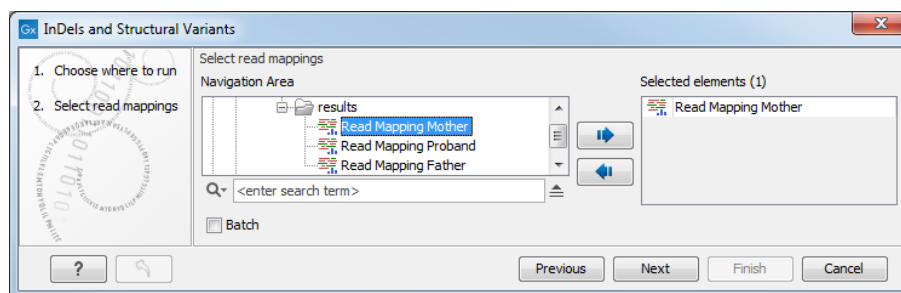 Gx InDels and Structural Variants
X
1. Choose where to run
2. Select read mappings
Select read mappings
Navigation Area
results
Read Mapping Mother
Read Mapping Proband
Read Mapping Father
<enter search term>
Batch
Selected elements (1)
Read Mapping Mother
?
Previous
Next
Finish
Cancel